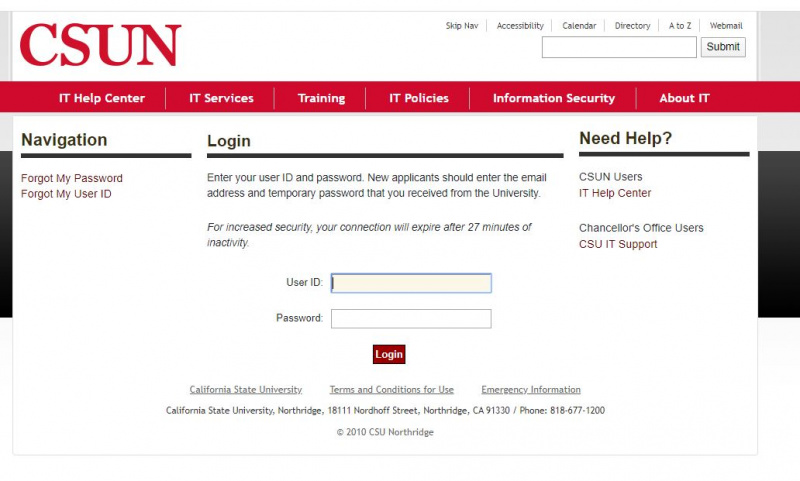 CSUN
Skip Nav Accessibility Calendar Directory A to Z Webmail
Submit
IT Help Center IT Services Training IT Policies Information Security About IT
Navigation
Forgot My Password
Forgot My User ID
Login
Enter your user ID and password. New applicants should enter the email
address and temporary password that you received from the University.
For increased security, your connection will expire after 27 minutes of
inactivity.
User ID:
Password:
Login
Need Help?
CSUN Users
IT Help Center
Chancellor's Office Users
CSU IT Support
California State University Terms and Conditions for Use Emergency Information
California State University, Northridge, 18111 Nordhoff Street, Northridge, CA 91330 / Phone: 818-677-1200
© 2010 CSU Northridge